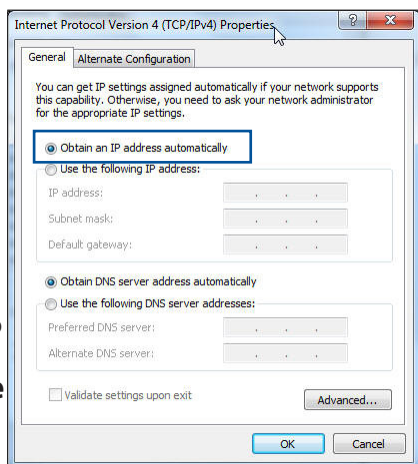 Internet Protocol Version 4 (TCP/IPv4) Properties
General
Alternate Configuration
You can get IP settings assigned automatically if your network supports
this capability. Otherwise, you need to ask your network administrator
for the appropriate IP settings.
Obtain an IP address automatically
Use the following IP address:
IP address:
Subnet mask:
Default gateway:
Obtain DNS server address automatically
Use the following DNS server addresses:
Preferred DNS server:
Alternate DNS server:
e
Validate settings upon exit
Advanced...
OK
Cancel